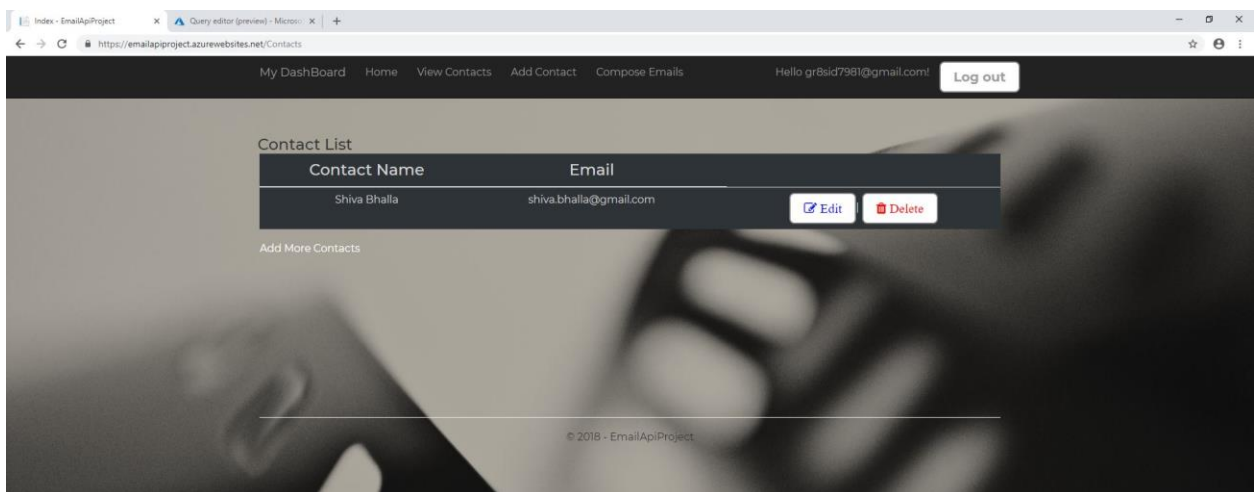 Index - EmailApiProject
Query editor (preview) - Microso
https://emailapiproject.azurewebsites.net/Contacts
My DashBoard Home View Contacts Add Contact Compose Emails Hello gr8sid7981@gmail.com! Log out
Contact List
Contact Name Email
Shiva Bhalla shiva.bhalla@gmail.com Edit | Delete
Add More Contacts
© 2018 - EmailApiProject